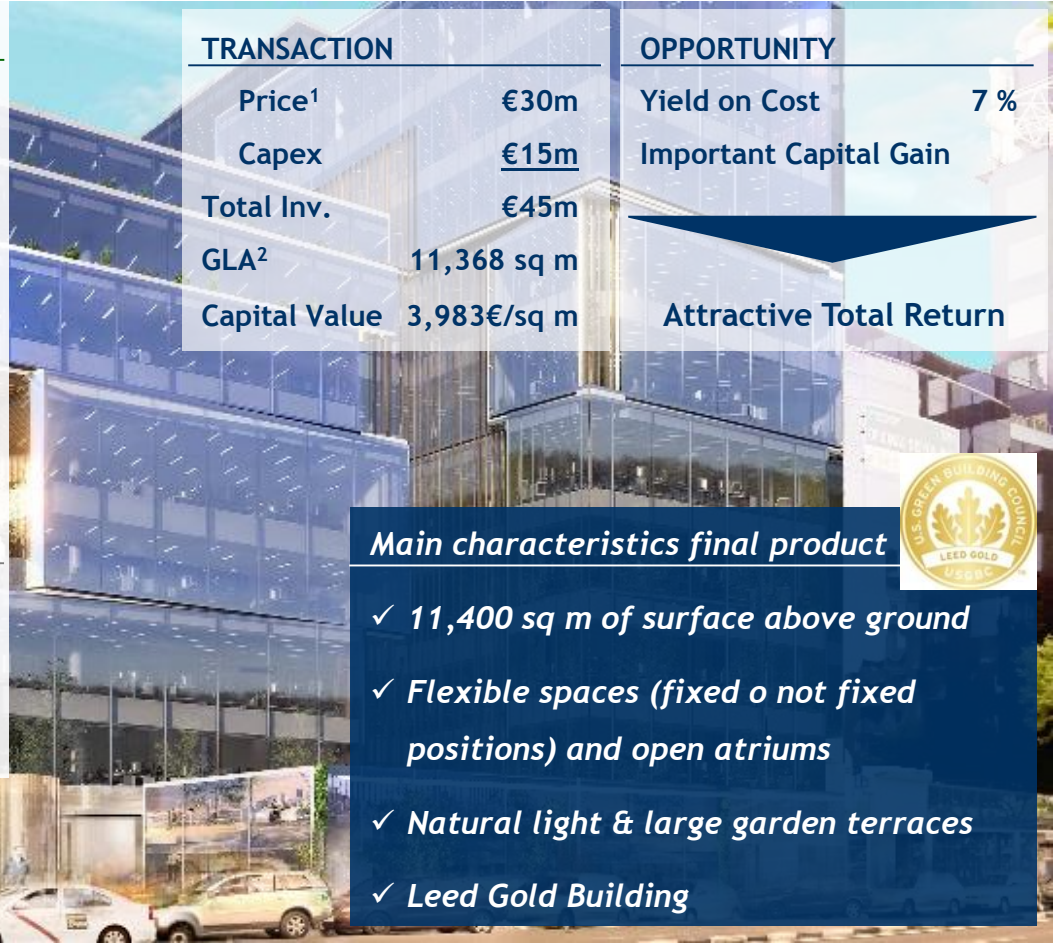 TRANSACTION
Price¹ €30m
Capex €15m
Total Inv. €45m
GLA² 11,368 sq m
Capital Value 3,983€/sq m
OPPORTUNITY
Yield on Cost 7 %
Important Capital Gain
Attractive Total Return
Main characteristics final product
U.S. GREEN BUILDING COUNCIL
LEED GOLD
USGBC
✓ 11,400 sq m of surface above ground
✓ Flexible spaces (fixed o not fixed
positions) and open atriums
✓ Natural light & large garden terraces
✓ Leed Gold Building